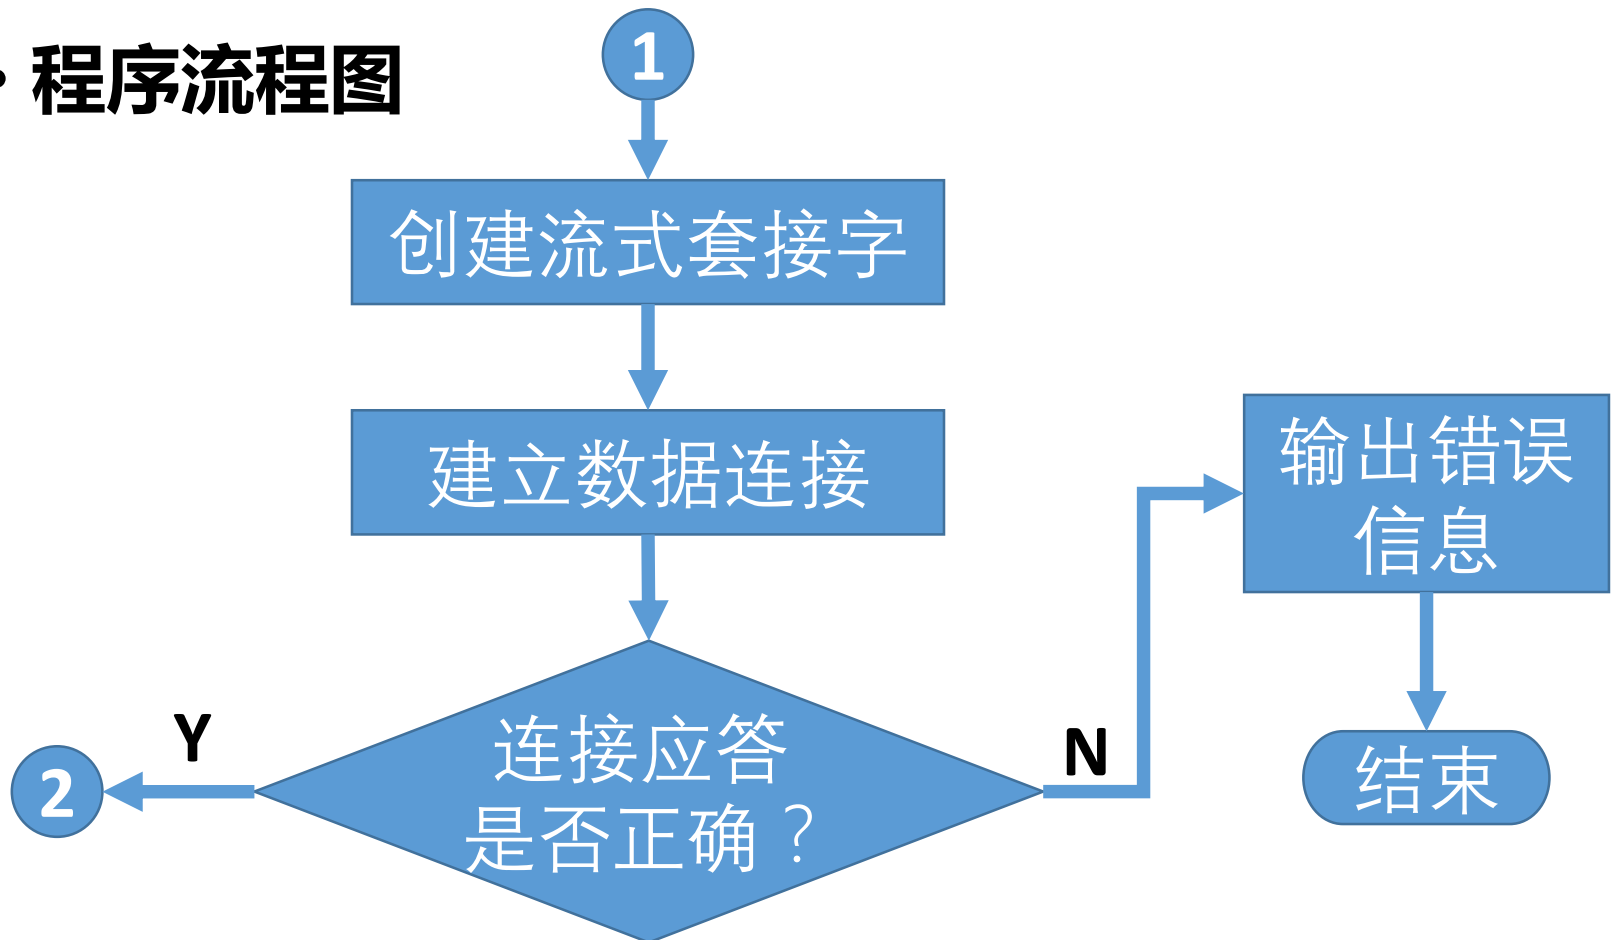 • 程序流程图
1
创建流式套接字
建立数据连接
连接应答
是否正确？
Y
2
N
输出错误
信息
结束